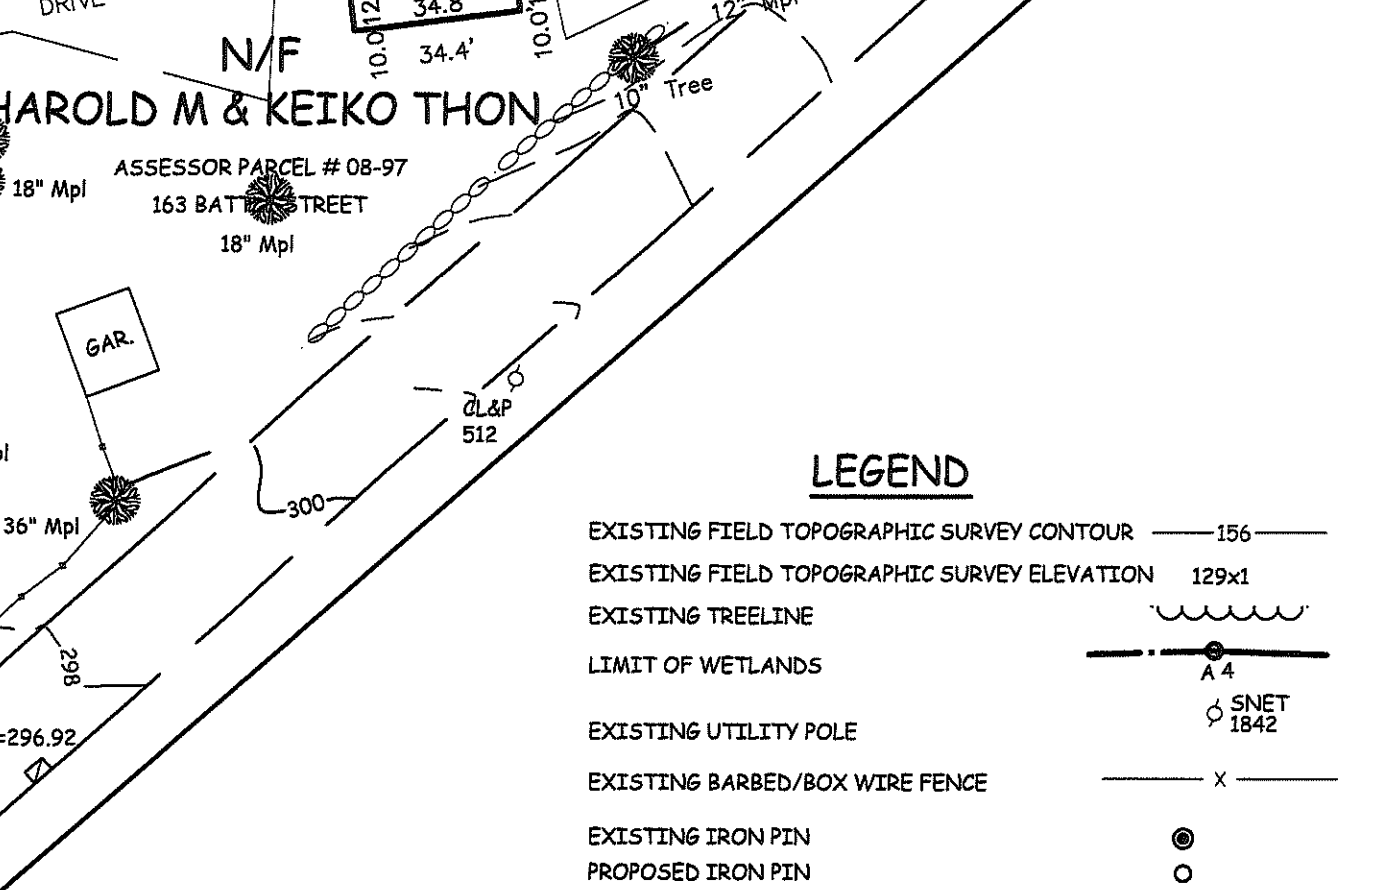 DRIVE
10.0'
12
34.8
34.4'
10.0'
12" Mpl
N/F
HAROLD M & KEIKO THON
10" Tree
ASSESSOR PARCEL # 08-97
18" Mpl
163 BATT STREET
18" Mpl
GAR.
CL&P
512
36" Mpl
300
298
=296.92
LEGEND
EXISTING FIELD TOPOGRAPHIC SURVEY CONTOUR 156
EXISTING FIELD TOPOGRAPHIC SURVEY ELEVATION 129x1
EXISTING TREELINE
LIMIT OF WETLANDS A 4
EXISTING UTILITY POLE SNET
1842
EXISTING BARBED/BOX WIRE FENCE X
EXISTING IRON PIN
PROPOSED IRON PIN